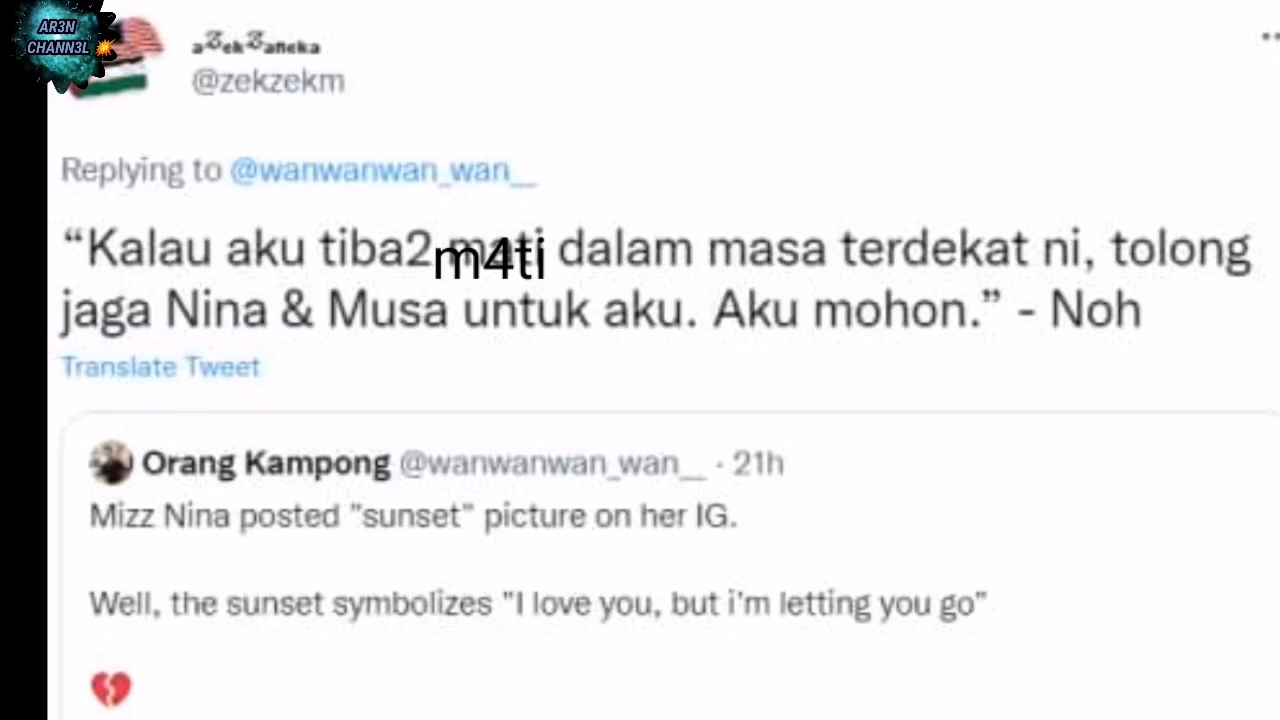 AR3N
CHANN3L
aZekZafieka
@zekzekm
Replying to @wanwanwan_wan__
“Kalau aku tiba2 m4ti dalam masa terdekat ni, tolong
jaga Nina & Musa untuk aku. Aku mohon.” - Noh
Translate Tweet
Orang Kampong @wanwanwan_wan__ · 21h
Mizz Nina posted "sunset" picture on her IG.
Well, the sunset symbolizes "I love you, but i'm letting you go"